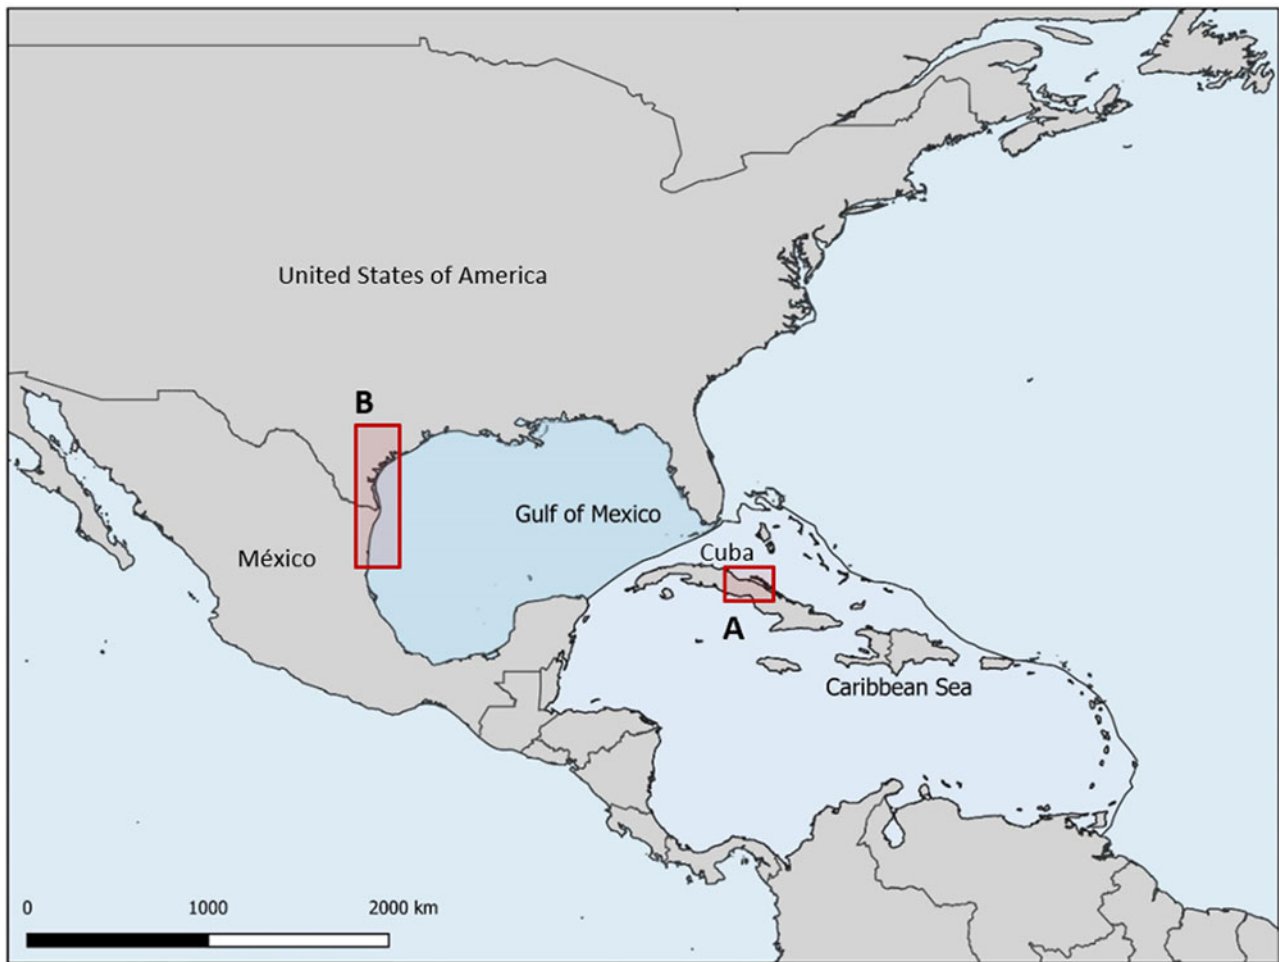 United States of America
B
Gulf of Mexico
México
Cuba
A
Caribbean Sea
0 1000 2000 km